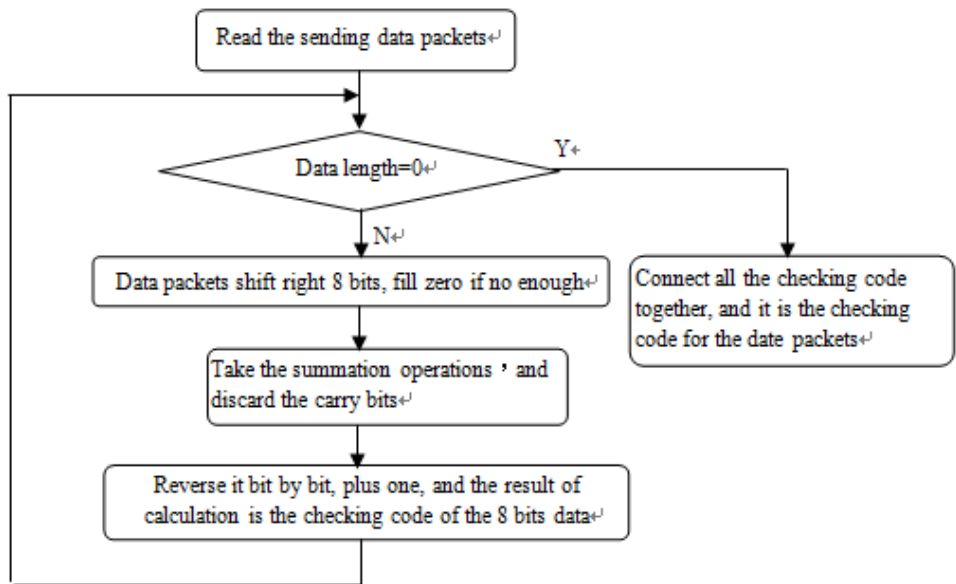 Read the sending data packets↵
Data length=0↵
Y←
N↵
Data packets shift right 8 bits, fill zero if no enough↵
Connect all the checking code
together, and it is the checking
code for the date packets↵
Take the summation operations，and
discard the carry bits↵
Reverse it bit by bit, plus one, and the result of
calculation is the checking code of the 8 bits data↵